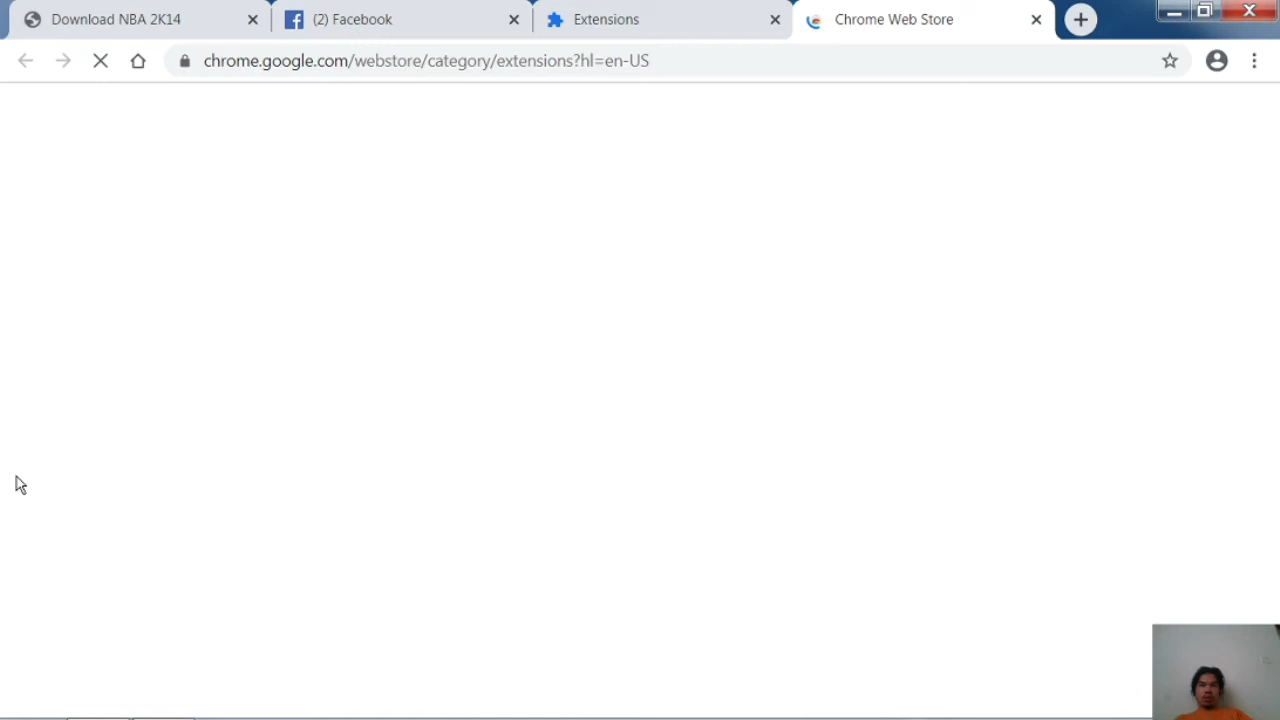 Download NBA 2K14
(2) Facebook
Extensions
Chrome Web Store
chrome.google.com/webstore/category/extensions?hl=en-US